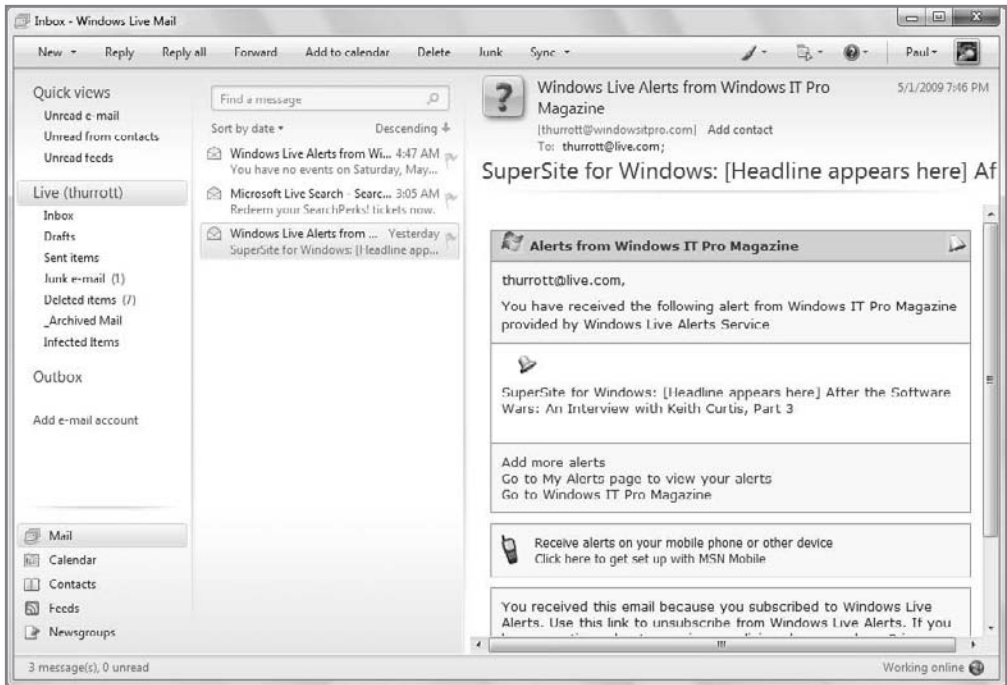 Inbox - Windows Live Mail
New Reply Reply all Forward Add to calendar Delete Junk Sync Paul
Quick views
Unread e-mail
Unread from contacts
Unread feeds
Live (thurrott)
Inbox
Drafts
Sent items
Junk e-mail (1)
Deleted items (7)
_Archived Mail
Infected Items
Outbox
Add e-mail account
Mail
Calendar
Contacts
Feeds
Newsgroups
Find a message
Sort by date Descending
Windows Live Alerts from Wi... 4:47 AM
You have no events on Saturday, May...
Microsoft Live Search - Searc... 3:05 AM
Redeem your SearchPerks! tickets now.
Windows Live Alerts from ... Yesterday
SuperSite for Windows: [Headline app...
Windows Live Alerts from Windows IT Pro
Magazine
5/1/2009 7:46 PM
[thurrott@windowsitpro.com] Add contact
To: thurrott@live.com;
SuperSite for Windows: [Headline appears here] Af
Alerts from Windows IT Pro Magazine
thurrott@live.com,
You have received the following alert from Windows IT Pro Magazine
provided by Windows Live Alerts Service
SuperSite for Windows: [Headline appears here] After the Software
Wars: An Interview with Keith Curtis, Part 3
Add more alerts
Go to My Alerts page to view your alerts
Go to Windows IT Pro Magazine
Receive alerts on your mobile phone or other device
Click here to get set up with MSN Mobile
You received this email because you subscribed to Windows Live
Alerts. Use this link to unsubscribe from Windows Live Alerts. If you
3 message(s), 0 unread
Working online